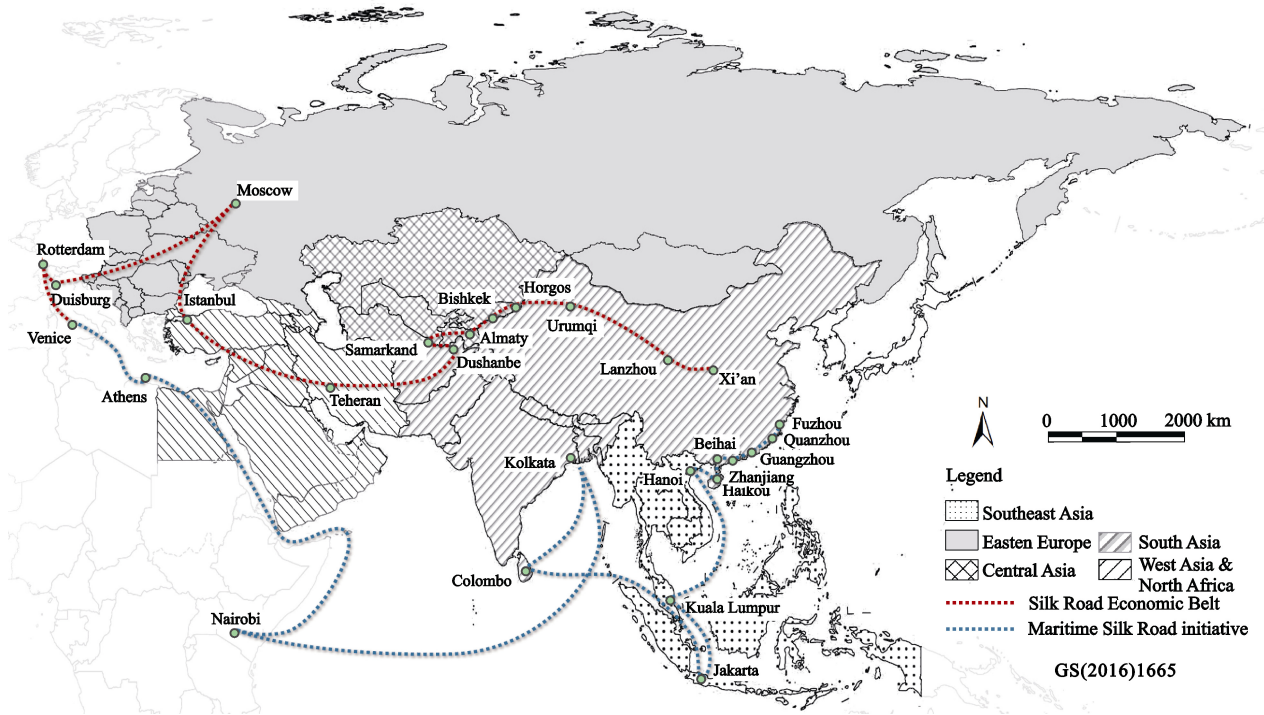 Moscow
Rotterdam
Duisburg
Istanbul
Venice
Athens
Teheran
Samarkand
Bishkek
Horgos
Almaty
Dushanbe
Urumqi
Lanzhou
Xi'an
Fuzhou
Quanzhou
Guangzhou
Beihai
Zhanjiang
Haikou
Hanoi
Kolkata
Colombo
Kuala Lumpur
Nairobi
Jakarta
N
0 1000 2000 km
Legend
Southeast Asia
Easten Europe
South Asia
Central Asia
West Asia &
North Africa
Silk Road Economic Belt
Maritime Silk Road initiative
GS(2016)1665